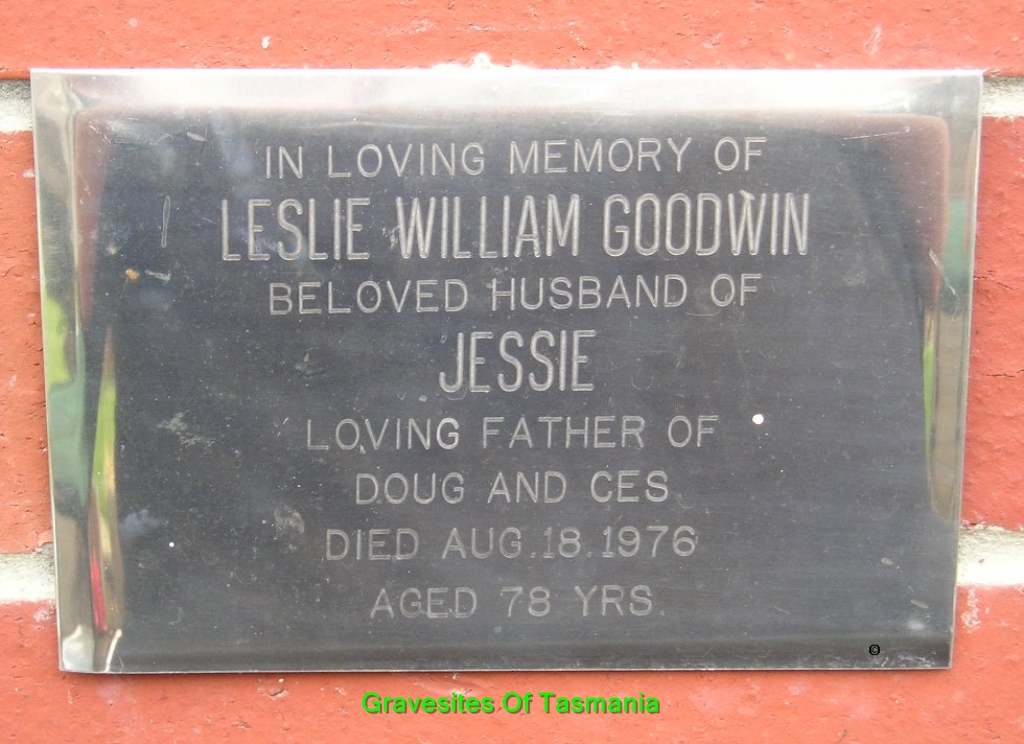 IN LOVING MEMORY OF
LESLIE WILLIAM GOODWIN
BELOVED HUSBAND OF
JESSIE
LOVING FATHER OF
DOUG AND CES
DIED AUG.18.1976
AGED 78 YRS.
©
Gravesites Of Tasmania